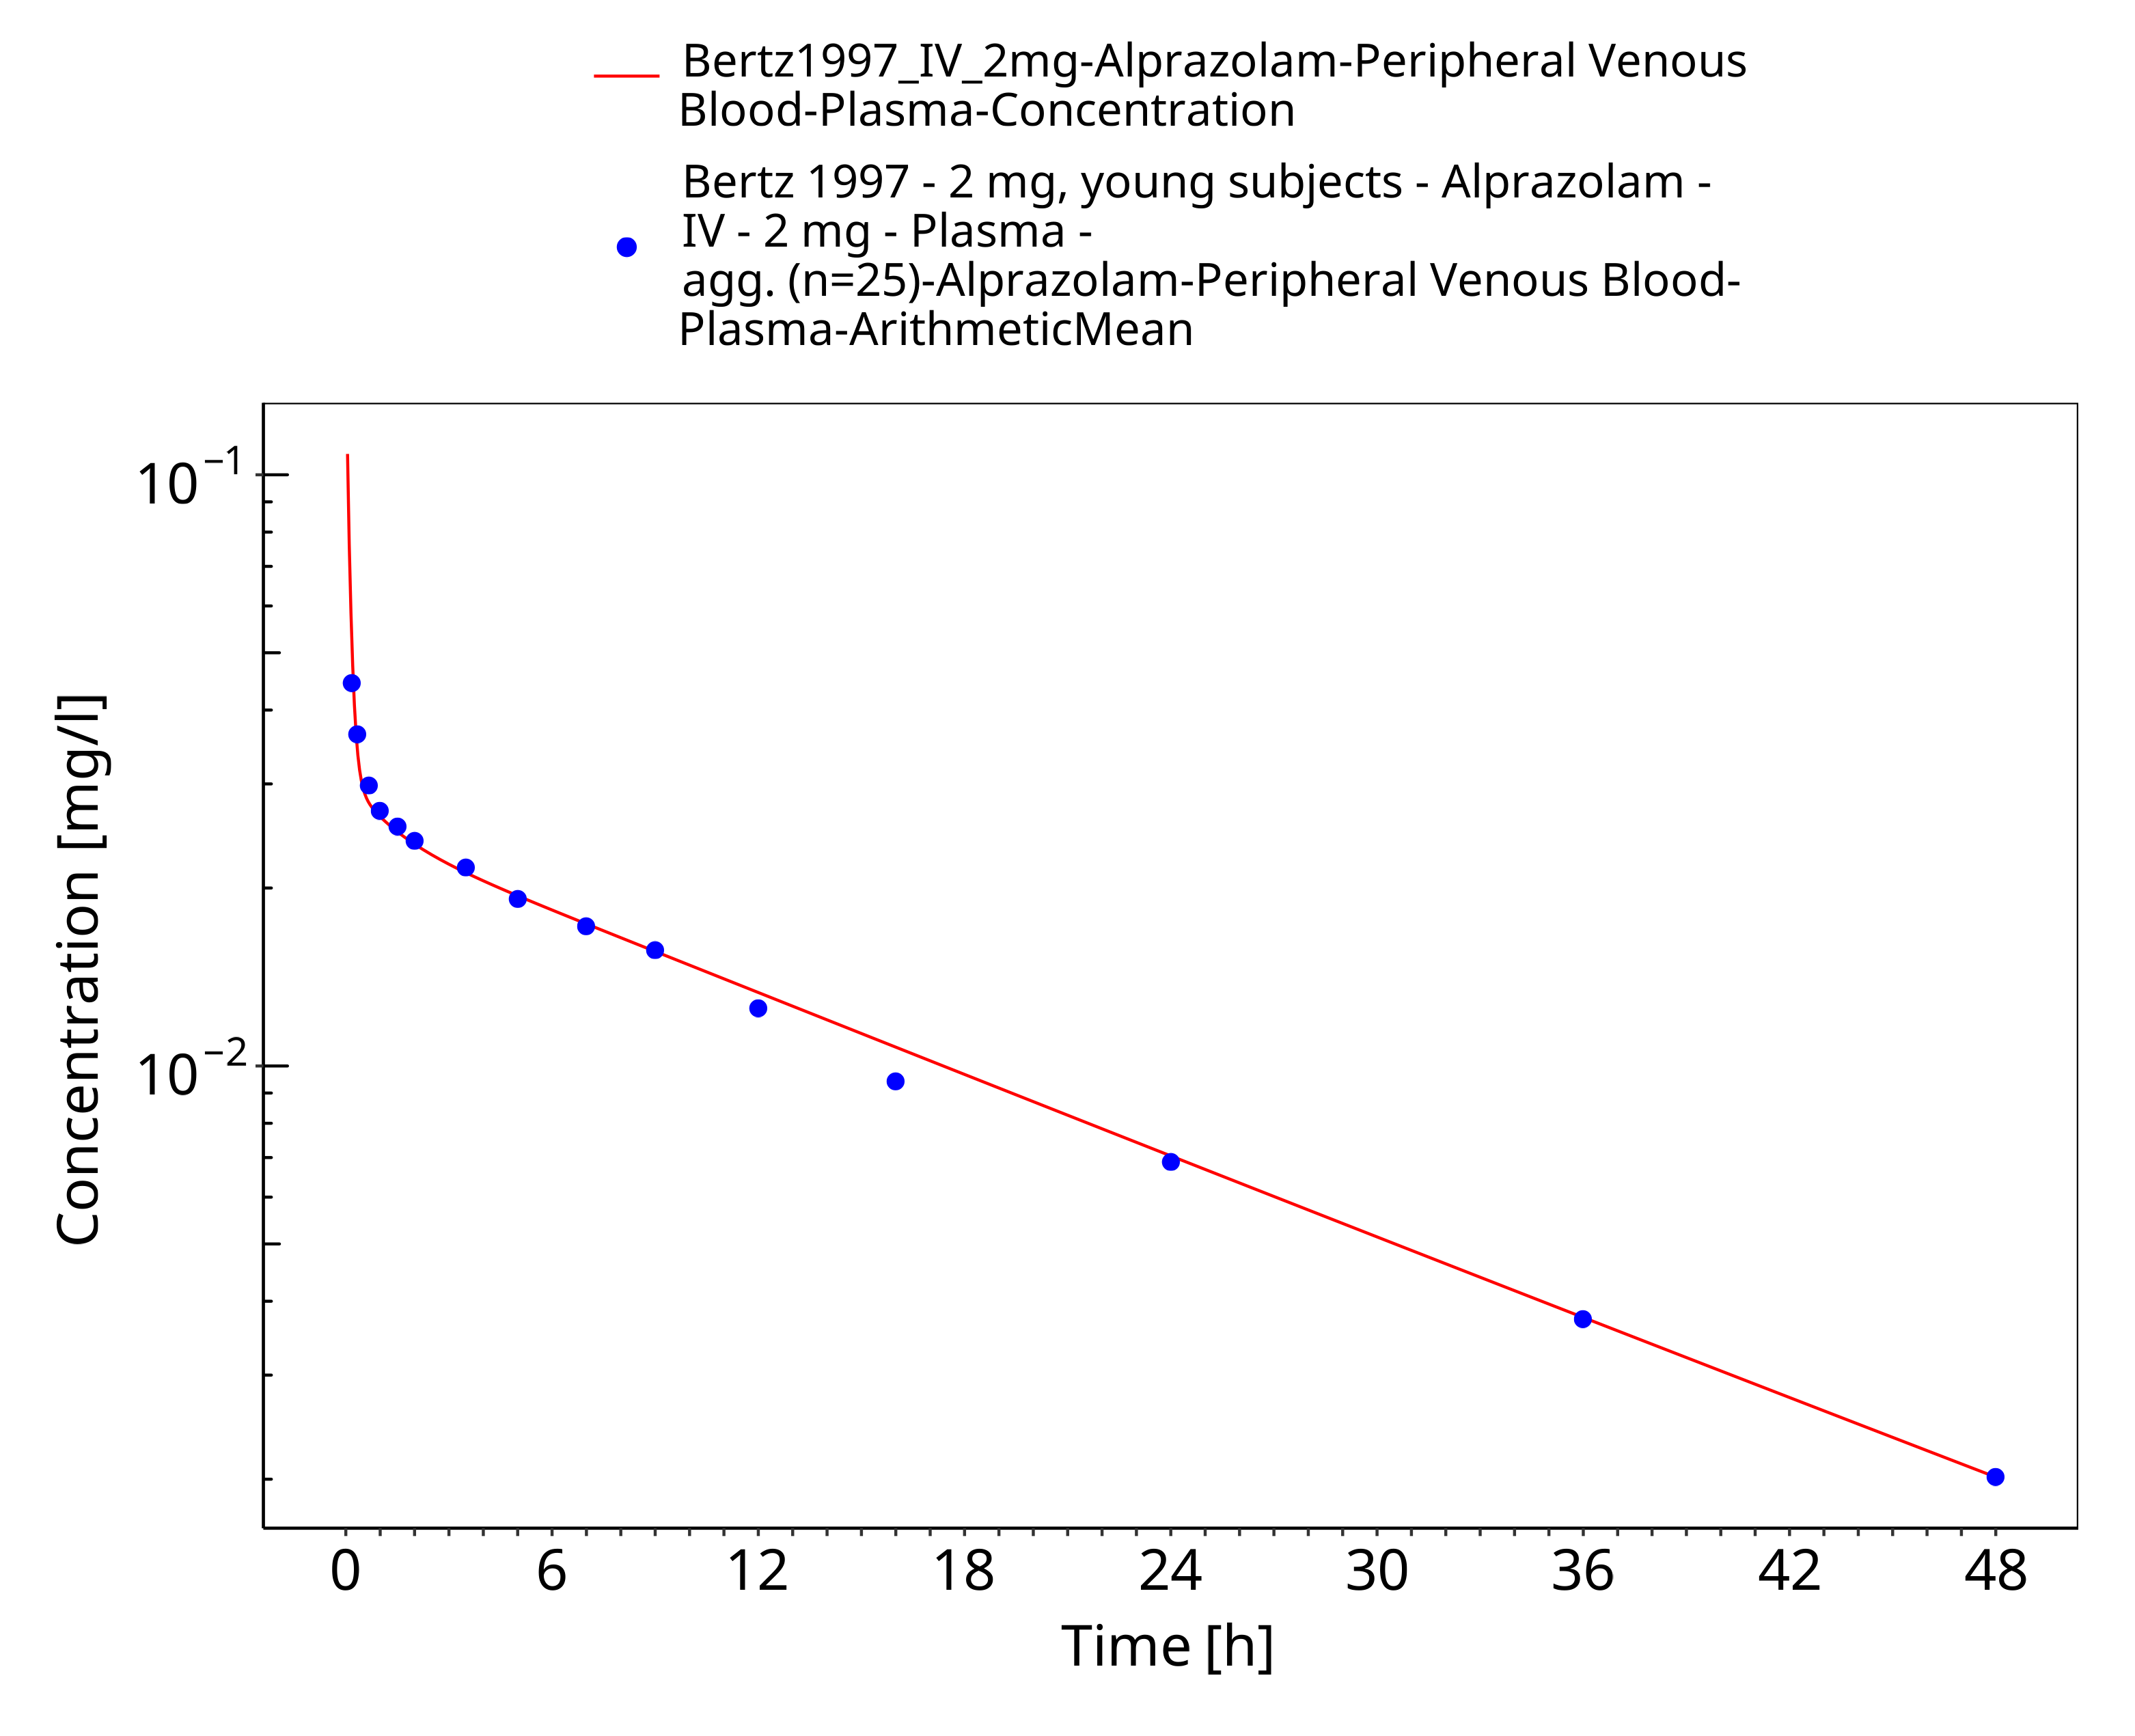 Bertz1997_IV_2mg-Alprazolam-Peripheral Venous
Blood-Plasma-Concentration
Bertz 1997 - 2 mg, young subjects - Alprazolam -
IV - 2 mg - Plasma -
agg. (n=25)-Alprazolam-Peripheral Venous Blood-
Plasma-ArithmeticMean
Concentration [mg/l]
10⁻¹
10⁻²
0 6 12 18 24 30 36 42 48
Time [h]